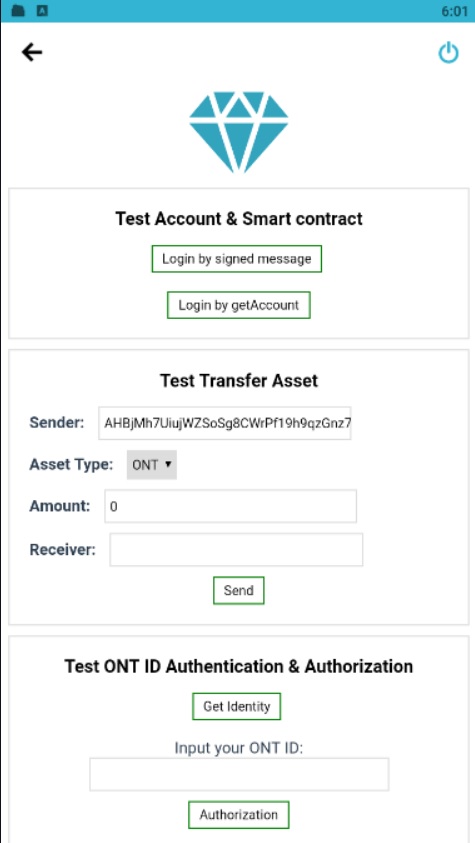 A
6:01
Test Account & Smart contract
Login by signed message
Login by getAccount
Test Transfer Asset
Sender: AHBjMh7UiujWZSoSg8CWrPf19h9qzGnz7
Asset Type: ONT ▼
Amount: 0
Receiver:
Send
Test ONT ID Authentication & Authorization
Get Identity
Input your ONT ID:
Authorization